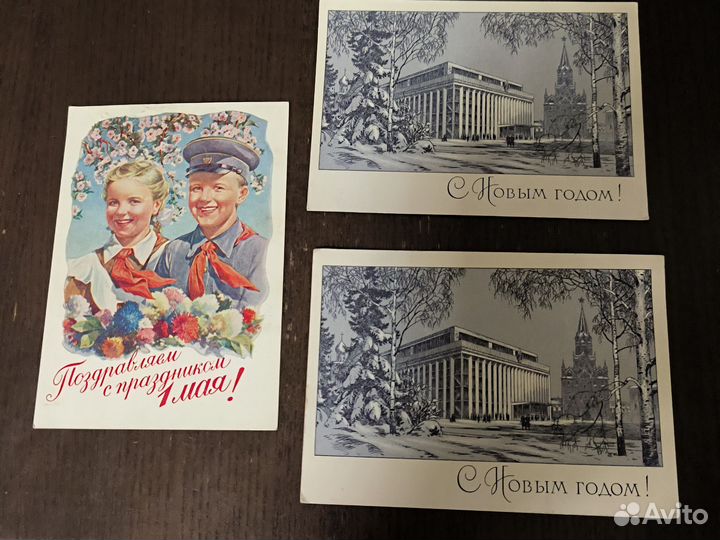 Поздравляем
с праздником
1 мая!
С Новым годом!
С Новым годом!
Avito